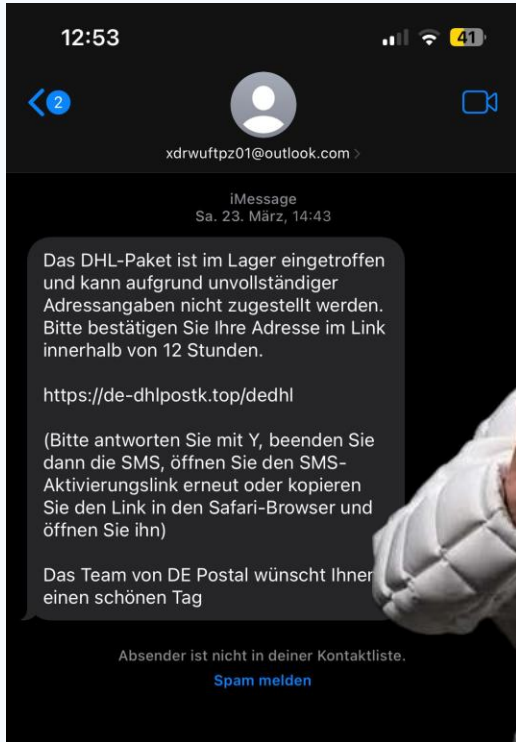 12:53
41
2
xdrwuftpz01@outlook.com
iMessage
Sa. 23. März, 14:43
Das DHL-Paket ist im Lager eingetroffen
und kann aufgrund unvollständiger
Adressangaben nicht zugestellt werden.
Bitte bestätigen Sie Ihre Adresse im Link
innerhalb von 12 Stunden.
https://de-dhlpostk.top/dedhl
(Bitte antworten Sie mit Y, beenden Sie
dann die SMS, öffnen Sie den SMS-
Aktivierungslink erneut oder kopieren
Sie den Link in den Safari-Browser und
öffnen Sie ihn)
Das Team von DE Postal wünscht Ihnen
einen schönen Tag
Absender ist nicht in deiner Kontaktliste.
Spam melden